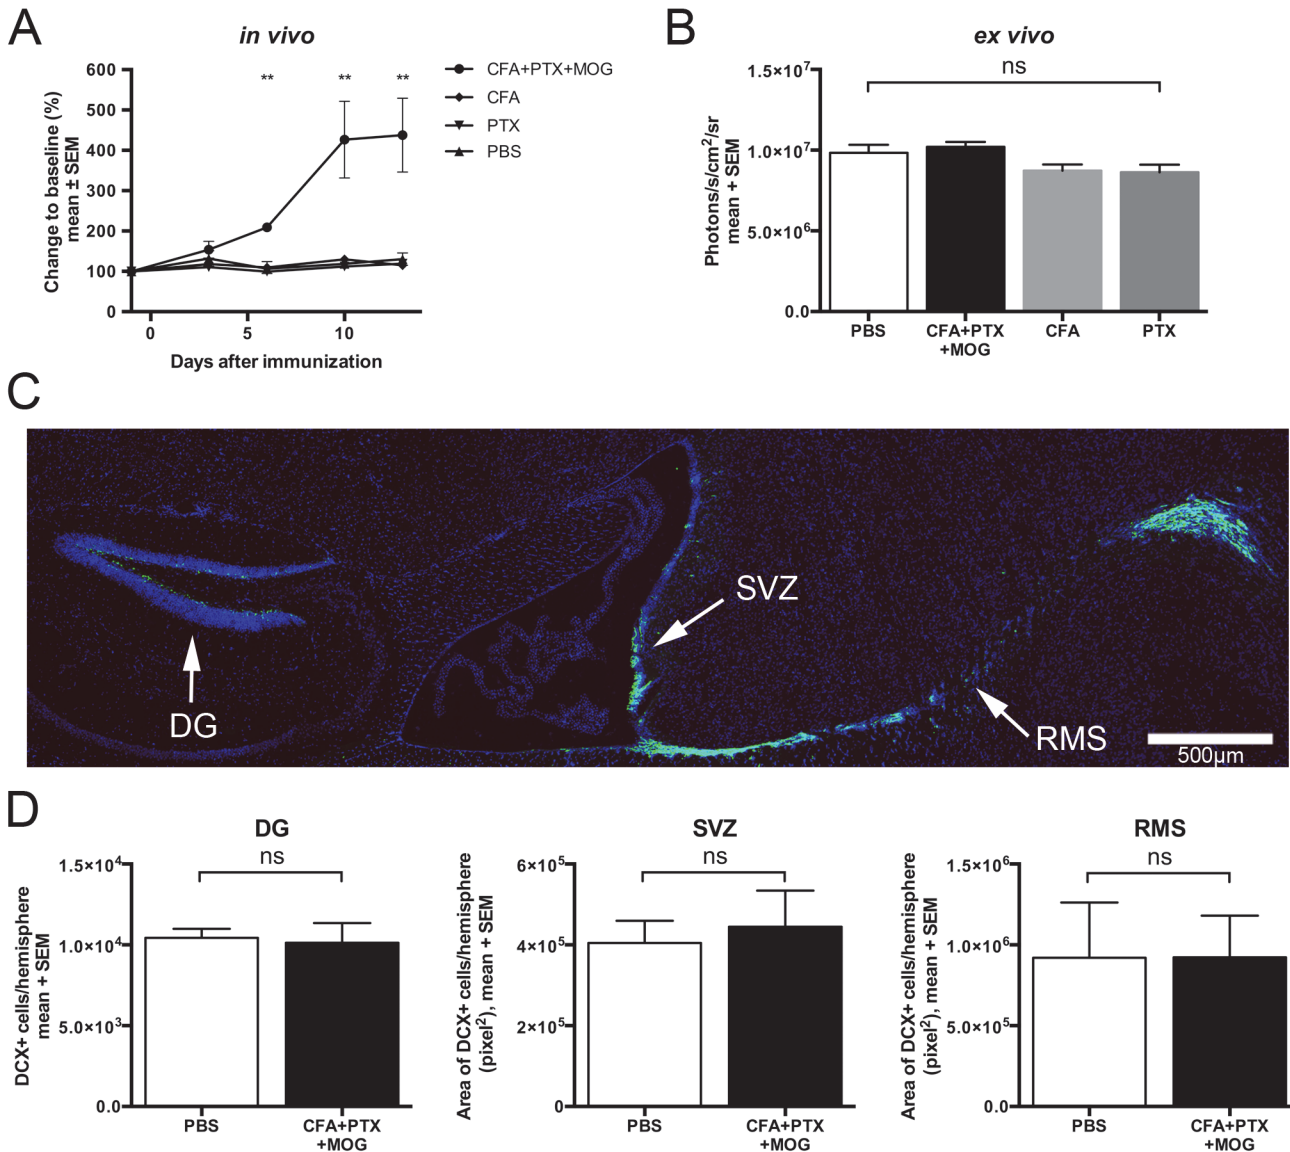 A
in vivo
Change to baseline (%)
mean ± SEM
600
500
400
300
200
100
0
**
**
**
0
5
10
Days after immunization
CFA+PTX+MOG
CFA
PTX
PBS
B
ex vivo
ns
Photons/s/cm²/sr
mean + SEM
1.5×10⁷
1.0×10⁷
5.0×10⁶
0.0
PBS
CFA+PTX
+MOG
CFA
PTX
C
DG
SVZ
RMS
500µm
D
DG
ns
DCX+ cells/hemisphere
mean + SEM
1.5×10⁴
1.0×10⁴
5.0×10³
0.0
PBS
CFA+PTX
+MOG
SVZ
ns
Area of DCX+ cells/hemisphere
(pixel²), mean + SEM
6×10⁵
4×10⁵
2×10⁵
0
PBS
CFA+PTX
+MOG
RMS
ns
Area of DCX+ cells/hemisphere
(pixel²), mean + SEM
1.5×10⁶
1.0×10⁶
5.0×10⁵
0.0
PBS
CFA+PTX
+MOG